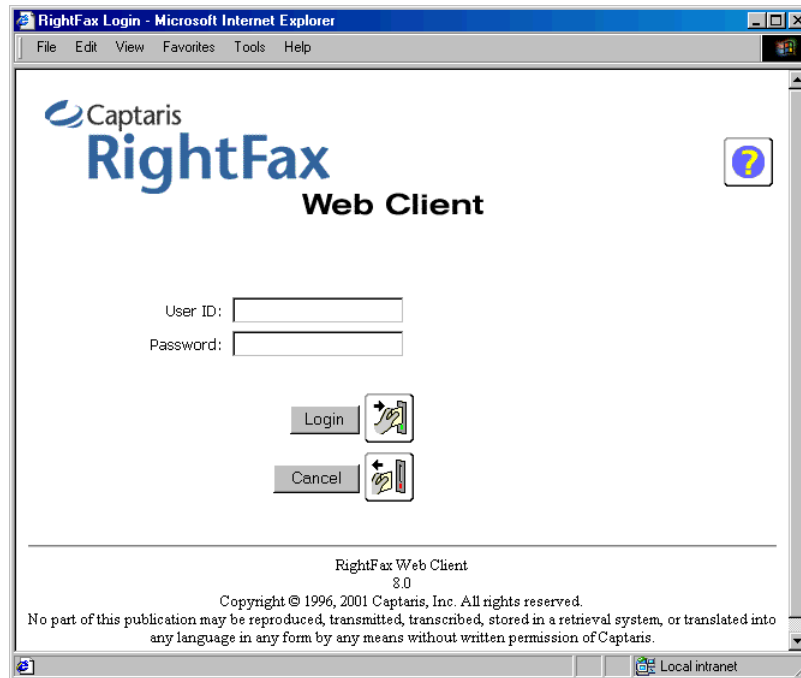 RightFax Login - Microsoft Internet Explorer
File Edit View Favorites Tools Help
Captaris
RightFax
Web Client
?
User ID:
Password:
Login
Cancel
RightFax Web Client
8.0
Copyright © 1996, 2001 Captaris, Inc. All rights reserved.
No part of this publication may be reproduced, transmitted, transcribed, stored in a retrieval system, or translated into
any language in any form by any means without written permission of Captaris.
Local intranet